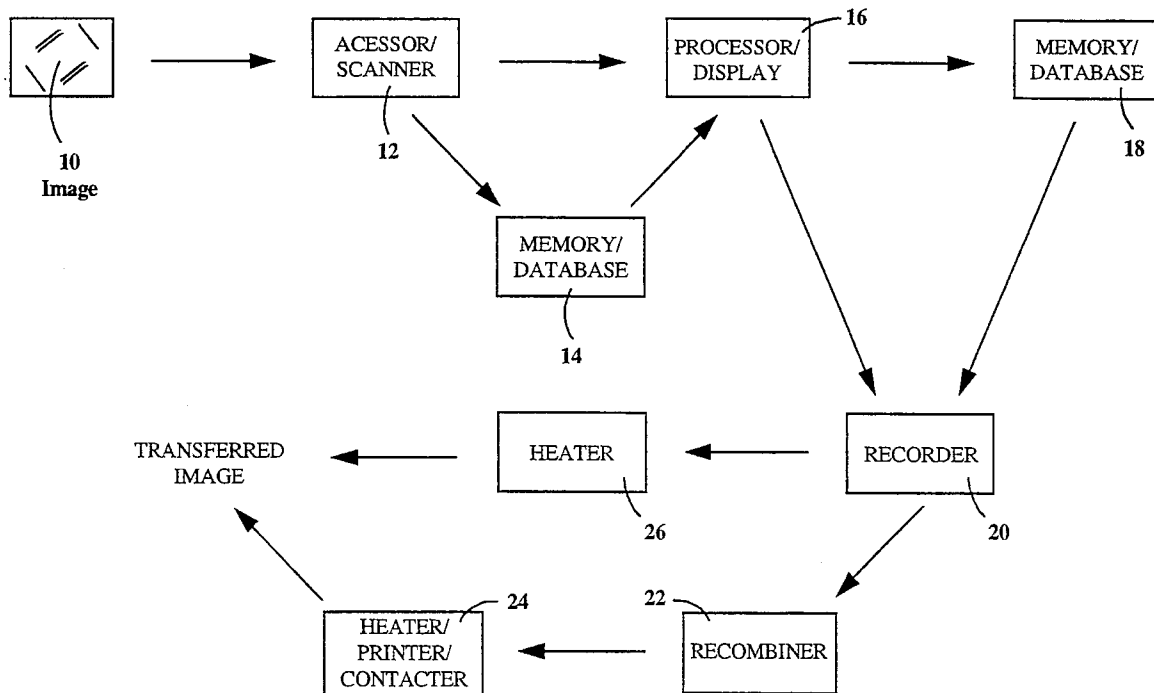 ACESSOR/
SCANNER
12
PROCESSOR/
DISPLAY
16
MEMORY/
DATABASE
18
10
Image
MEMORY/
DATABASE
14
TRANSFERRED
IMAGE
HEATER
26
RECORDER
20
HEATER/
PRINTER/
CONTACTER
24
RECOMBINER
22